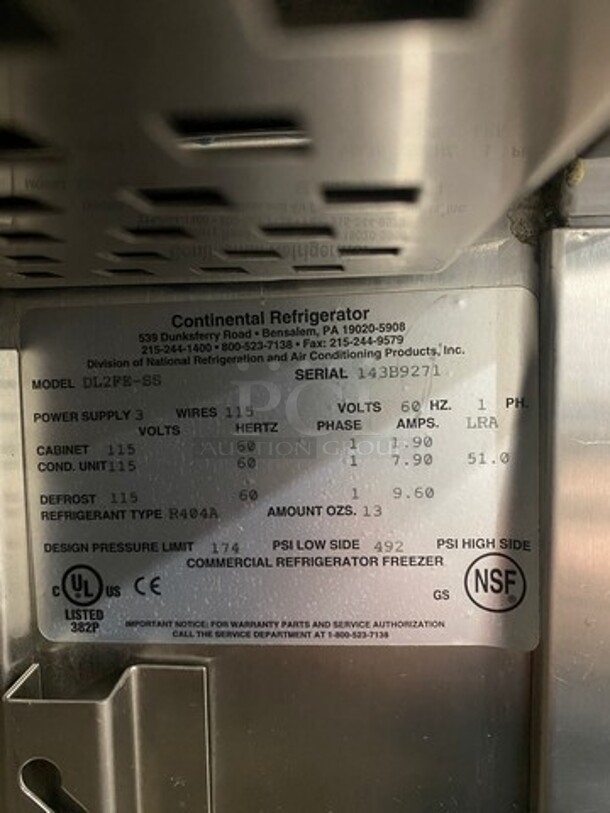 Continental Refrigerator
539 Dunksferry Road • Bensalem, PA 19020-5908
215-244-1400 • 800-523-7138 • Fax: 215-244-9579
Division of National Refrigeration and Air Conditioning Products, Inc.
MODEL DL2FE-SS SERIAL 143B9271
POWER SUPPLY 3 WIRES 115 VOLTS 60 HZ. 1 PH.
VOLTS HERTZ PHASE AMPS. LRA
CABINET 115 60 1 1.90
COND. UNIT 115 60 1 7.90 51.0
DEFROST 115 60 1 9.60
REFRIGERANT TYPE R404A AMOUNT OZS. 13
DESIGN PRESSURE LIMIT 174 PSI LOW SIDE 492 PSI HIGH SIDE
COMMERCIAL REFRIGERATOR FREEZER
C UL US CE GS NSF
LISTED
382P
IMPORTANT NOTICE: FOR WARRANTY PARTS AND SERVICE AUTHORIZATION
CALL THE SERVICE DEPARTMENT AT 1-800-523-7138
PCI
AUCTION GROUP